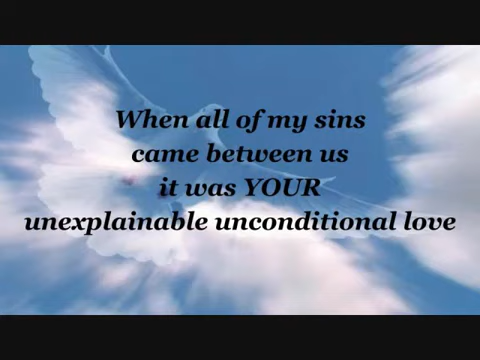 When all of my sins
came between us
it was YOUR
unexplainable unconditional love